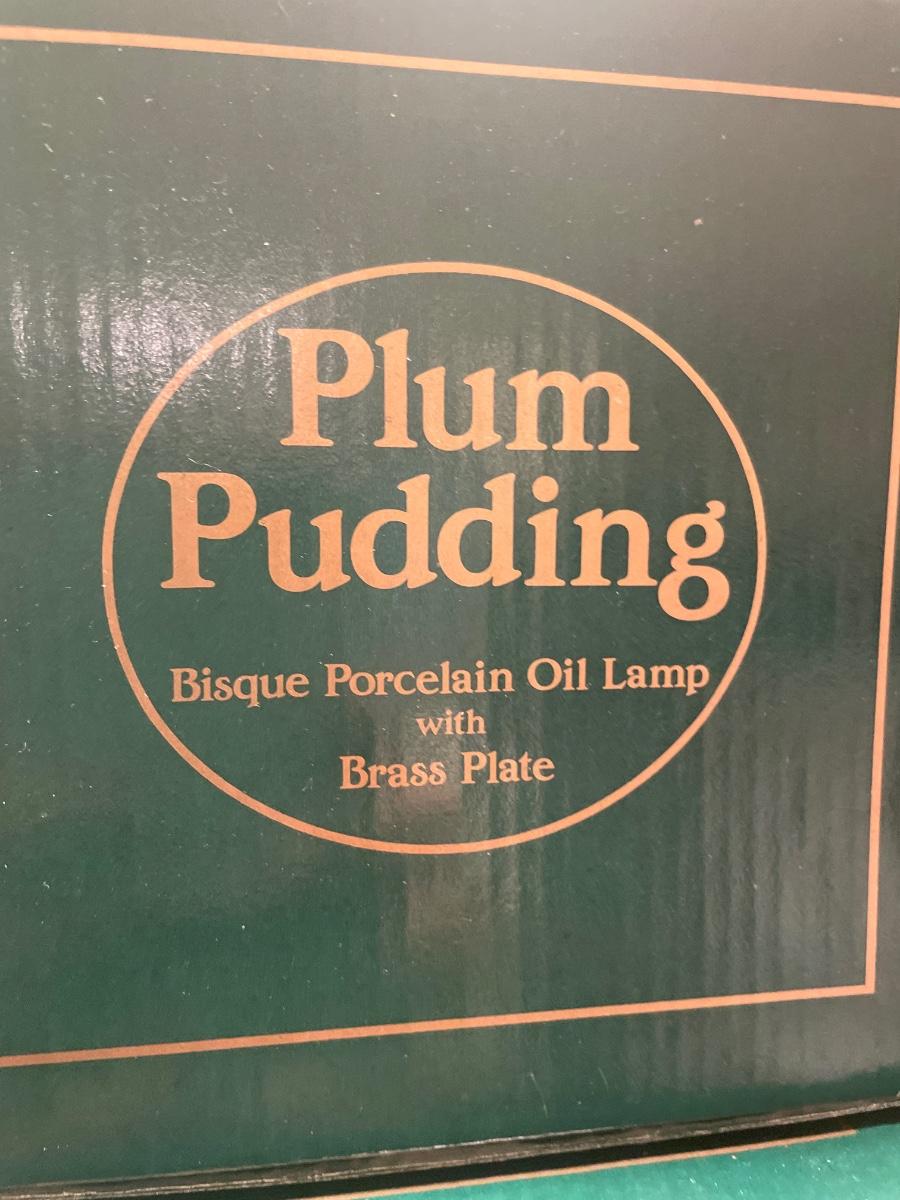 Plum
Pudding
Bisque Porcelain Oil Lamp
with
Brass Plate